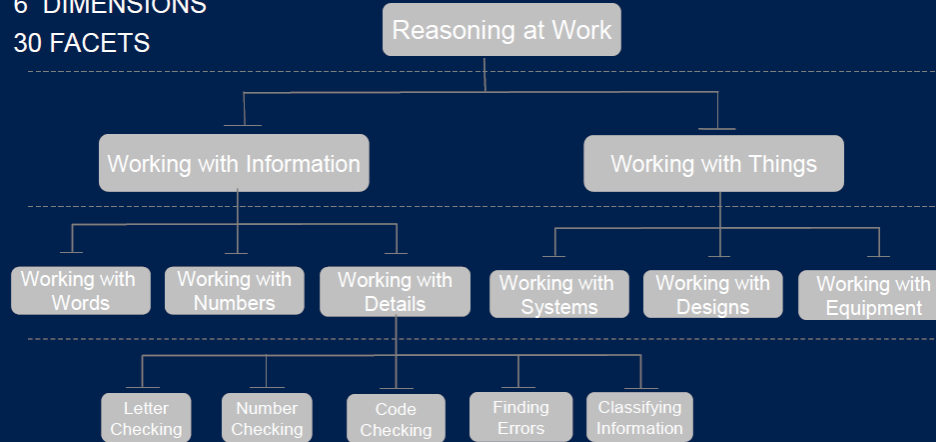 6 DIMENSIONS
30 FACETS
Reasoning at Work
Working with Information
Working with Things
Working with
Words
Working with
Numbers
Working with
Details
Working with
Systems
Working with
Designs
Working with
Equipment
Letter
Checking
Number
Checking
Code
Checking
Finding
Errors
Classifying
Information